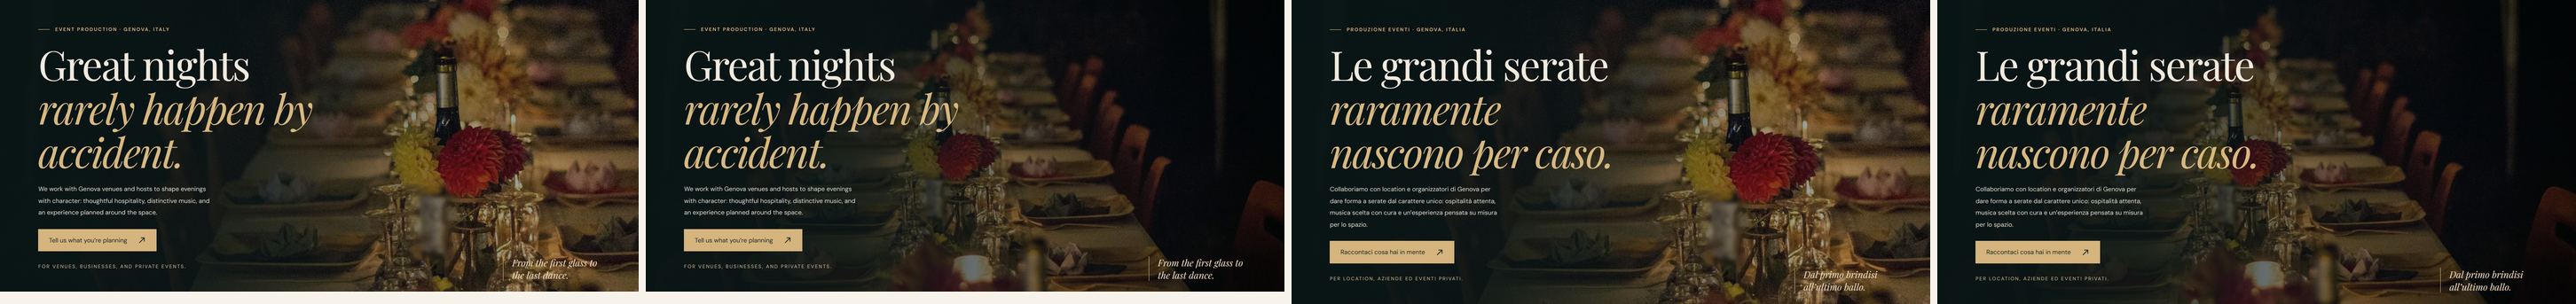 EVENT PRODUCTION · GENOVA, ITALY
Great nights
rarely happen by
accident.
We work with Genova venues and hosts to shape evenings
with character: thoughtful hospitality, distinctive music, and
an experience planned around the space.
Tell us what you're planning
FOR VENUES, BUSINESSES, AND PRIVATE EVENTS.
From the first glass to
the last dance.
EVENT PRODUCTION · GENOVA, ITALY
Great nights
rarely happen by
accident.
We work with Genova venues and hosts to shape evenings
with character: thoughtful hospitality, distinctive music, and
an experience planned around the space.
Tell us what you're planning
FOR VENUES, BUSINESSES, AND PRIVATE EVENTS.
From the first glass to
the last dance.
PRODUZIONE EVENTI · GENOVA, ITALIA
Le grandi serate
raramente
nascono per caso.
Collaboriamo con location e organizzatori di Genova per
dare forma a serate dal carattere unico: ospitalità attenta,
musica scelta con cura e un'esperienza pensata su misura
per lo spazio.
Raccontaci cosa hai in mente
PER LOCATION, AZIENDE ED EVENTI PRIVATI.
Dal primo brindisi
all'ultimo ballo.
PRODUZIONE EVENTI · GENOVA, ITALIA
Le grandi serate
raramente
nascono per caso.
Collaboriamo con location e organizzatori di Genova per
dare forma a serate dal carattere unico: ospitalità attenta,
musica scelta con cura e un'esperienza pensata su misura
per lo spazio.
Raccontaci cosa hai in mente
PER LOCATION, AZIENDE ED EVENTI PRIVATI.
Dal primo brindisi
all'ultimo ballo.